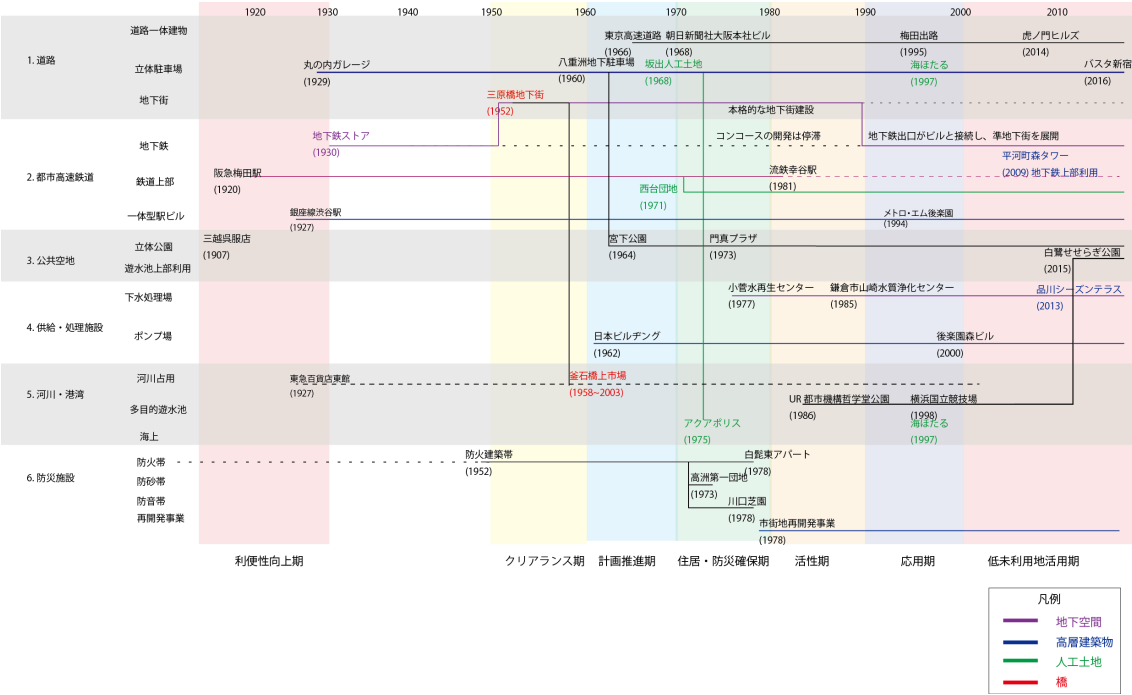 1920 1930 1940 1950 1960 1970 1980 1990 2000 2010
1. 道路
道路一体建物
東京高速道路 朝日新聞社大阪本社ビル 梅田出路 虎ノ門ヒルズ
(1966) (1968) (1995) (2014)
立体駐車場
丸の内ガレージ 八重洲地下駐車場 坂出人工土地 海ほたる バスタ新宿
(1929) (1960) (1968) (1997) (2016)
地下街
三原橋地下街
(1952)
本格的な地下街建設
2. 都市高速鉄道
地下鉄
地下鉄ストア
(1930)
コンコースの開発は停滞 地下鉄出口がビルと接続し、準地下街を展開
平河町森タワー
(2009) 地下鉄上部利用
鉄道上部
阪急梅田駅 流鉄幸谷駅
(1920) (1981)
西台団地
(1971)
一体型駅ビル
銀座線渋谷駅 メトロ・エム後楽園
(1927) (1994)
3. 公共空地
立体公園
三越呉服店 宮下公園 門真プラザ
(1907) (1964) (1973)
遊水池上部利用
白鷺せせらぎ公園
(2015)
4. 供給・処理施設
下水処理場
小菅水再生センター 鎌倉市山崎水質浄化センター 品川シーズンテラス
(1977) (1985) (2013)
ポンプ場
日本ビルヂング 後楽園森ビル
(1962) (2000)
5. 河川・港湾
河川占用
東急百貨店東館 釜石橋上市場
(1927) (1958~2003)
多目的遊水池
UR 都市機構哲学堂公園 横浜国立競技場
(1986) (1998)
海上
アクアポリス 海ほたる
(1975) (1997)
6. 防災施設
防火帯
防火建築帯 白髭東アパート
(1952) (1978)
防砂帯
高洲第一団地
(1973)
防音帯
川口芝園
(1978)
再開発事業
市街地再開発事業
(1978)
利便性向上期 クリアランス期 計画推進期 住居・防災確保期 活性期 応用期 低未利用地活用期
凡例
地下空間
高層建築物
人工土地
橋